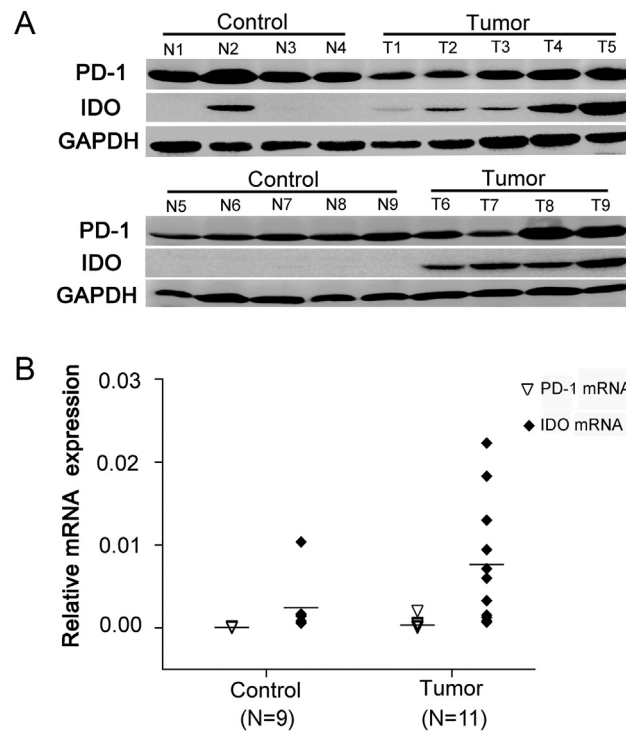 A
Control Tumor
N1 N2 N3 N4 T1 T2 T3 T4 T5
PD-1
IDO
GAPDH
Control Tumor
N5 N6 N7 N8 N9 T6 T7 T8 T9
PD-1
IDO
GAPDH
B
Relative mRNA expression
0.03
0.02
0.01
0.00
PD-1 mRNA
IDO mRNA
Control Tumor
(N=9) (N=11)